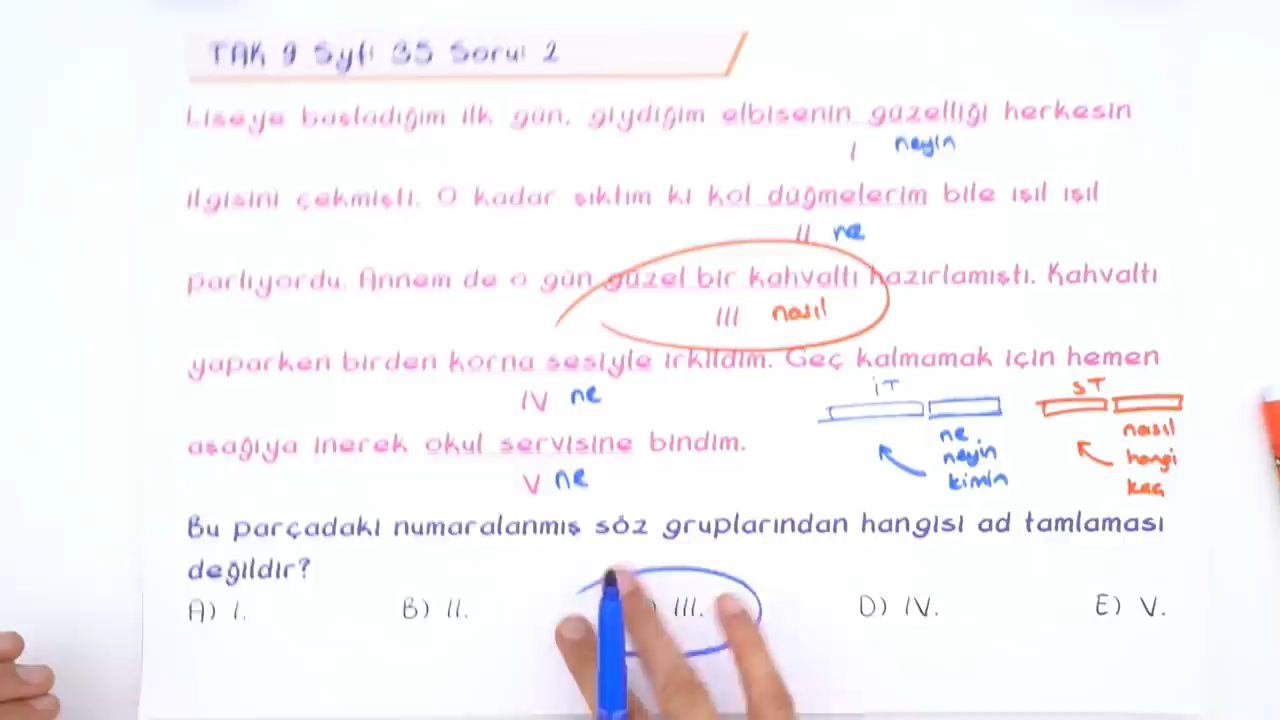 TAK 9 Syf: 35 Soru: 2
Liseye başladığım ilk gün, giydiğim elbisenin güzelliği herkesin
I neyin
ilgisini çekmişti. O kadar şıktım ki kol düğmelerim bile ışıl ışıl
II ne
parlıyordu. Annem de o gün güzel bir kahvaltı hazırlamıştı. Kahvaltı
III nasıl
yaparken birden korna sesiyle irkildim. Geç kalmamak için hemen
IV ne
iT
sT
aşağıya inerek okul servisine bindim.
V ne
ne
neyin
kimin
nasıl
hangi
kaç
Bu parçadaki numaralanmış söz gruplarından hangisi ad tamlaması
değildir?
A) I. B) II. ) III. D) IV. E) V.